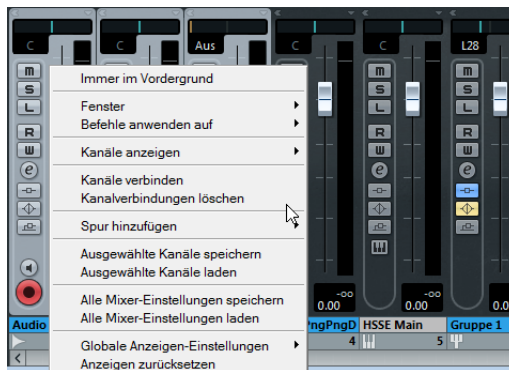 C
C
Aus
C
C
L28
m
S
L
R
W
e
m
S
L
R
W
e
m
S
L
R
W
e
Immer im Vordergrund
Fenster
Befehle anwenden auf
Kanäle anzeigen
Kanäle verbinden
Kanalverbindungen löschen
Spur hinzufügen
Ausgewählte Kanäle speichern
Ausgewählte Kanäle laden
Alle Mixer-Einstellungen speichern
Alle Mixer-Einstellungen laden
Globale Anzeigen-Einstellungen
Anzeigen zurücksetzen
-oo
0.00
-oo
0.00
0.0
Audio
PngPngD
HSSE Main
Gruppe 1
4
5